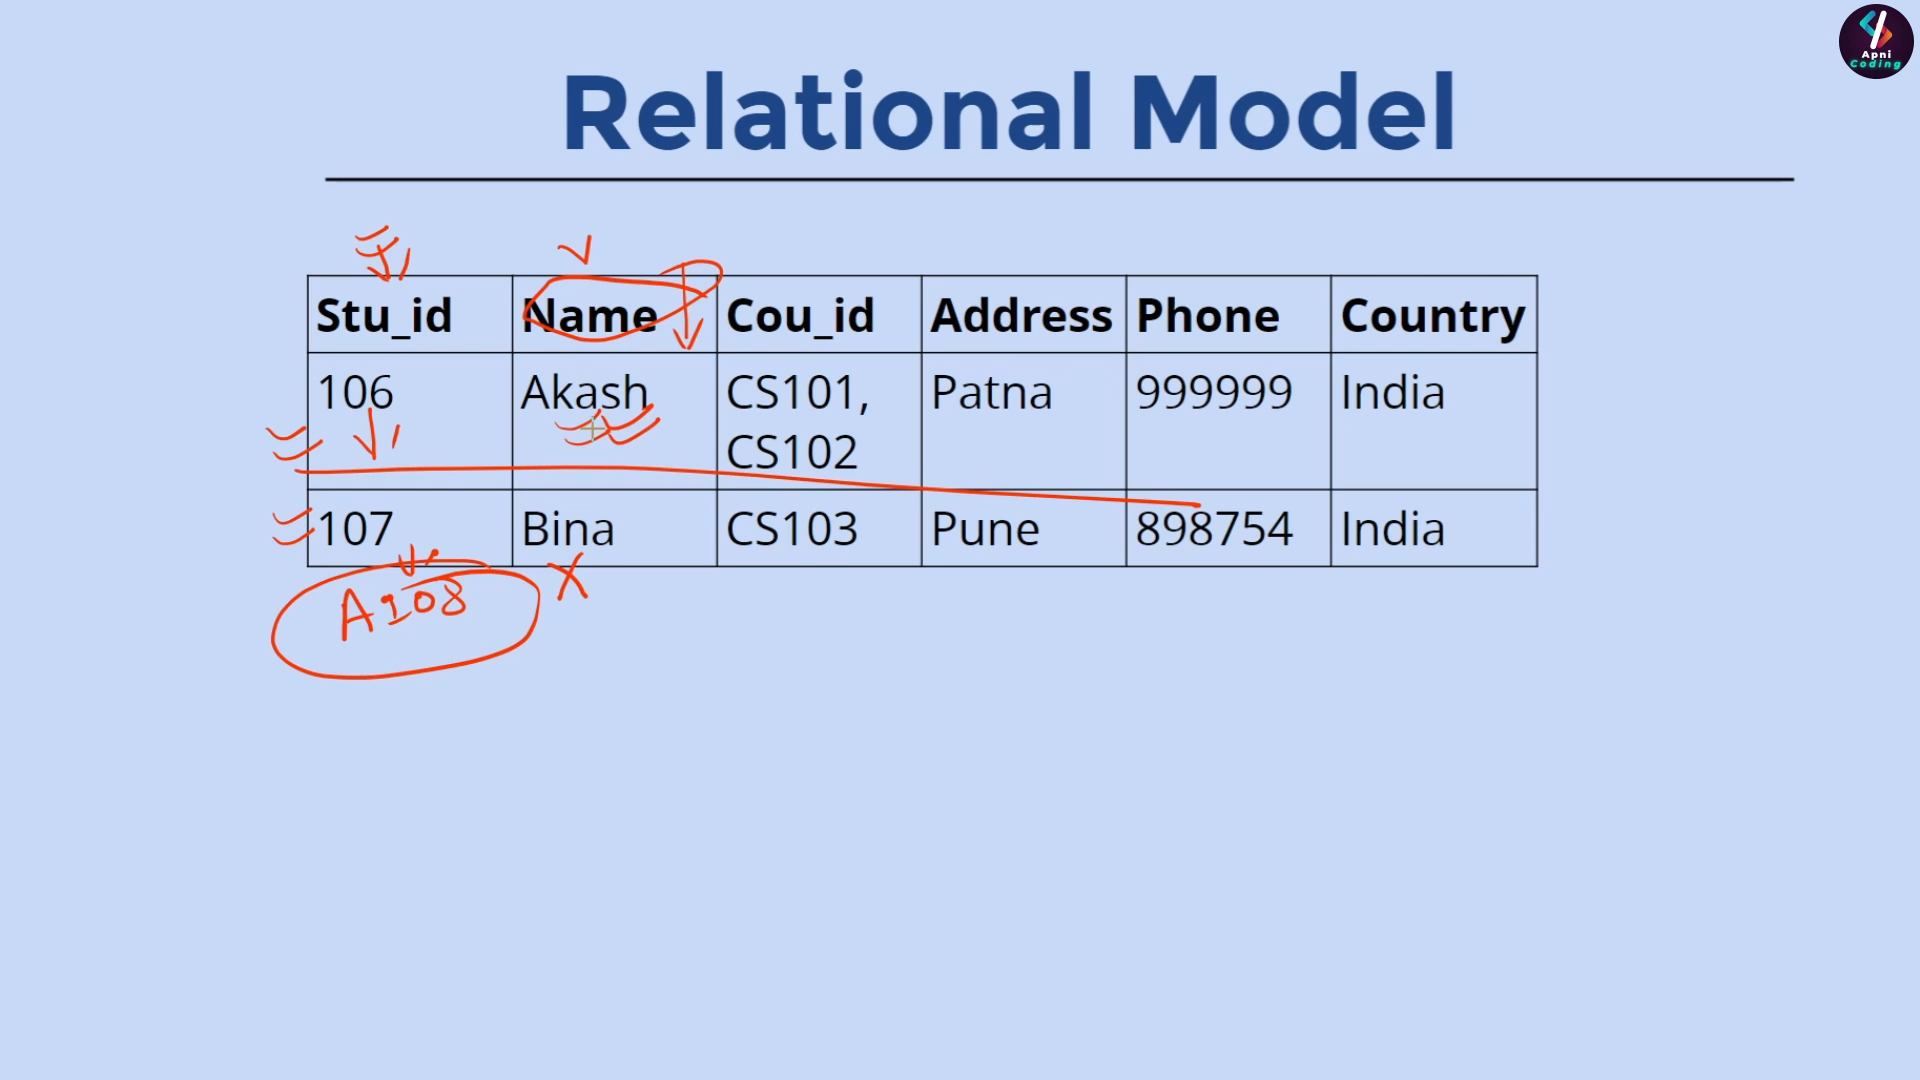 Apni
Coding
Relational Model
Stu_id Name Cou_id Address Phone Country
106 Akash CS101, Patna 999999 India
CS102
107 Bina CS103 Pune 898754 India
A108